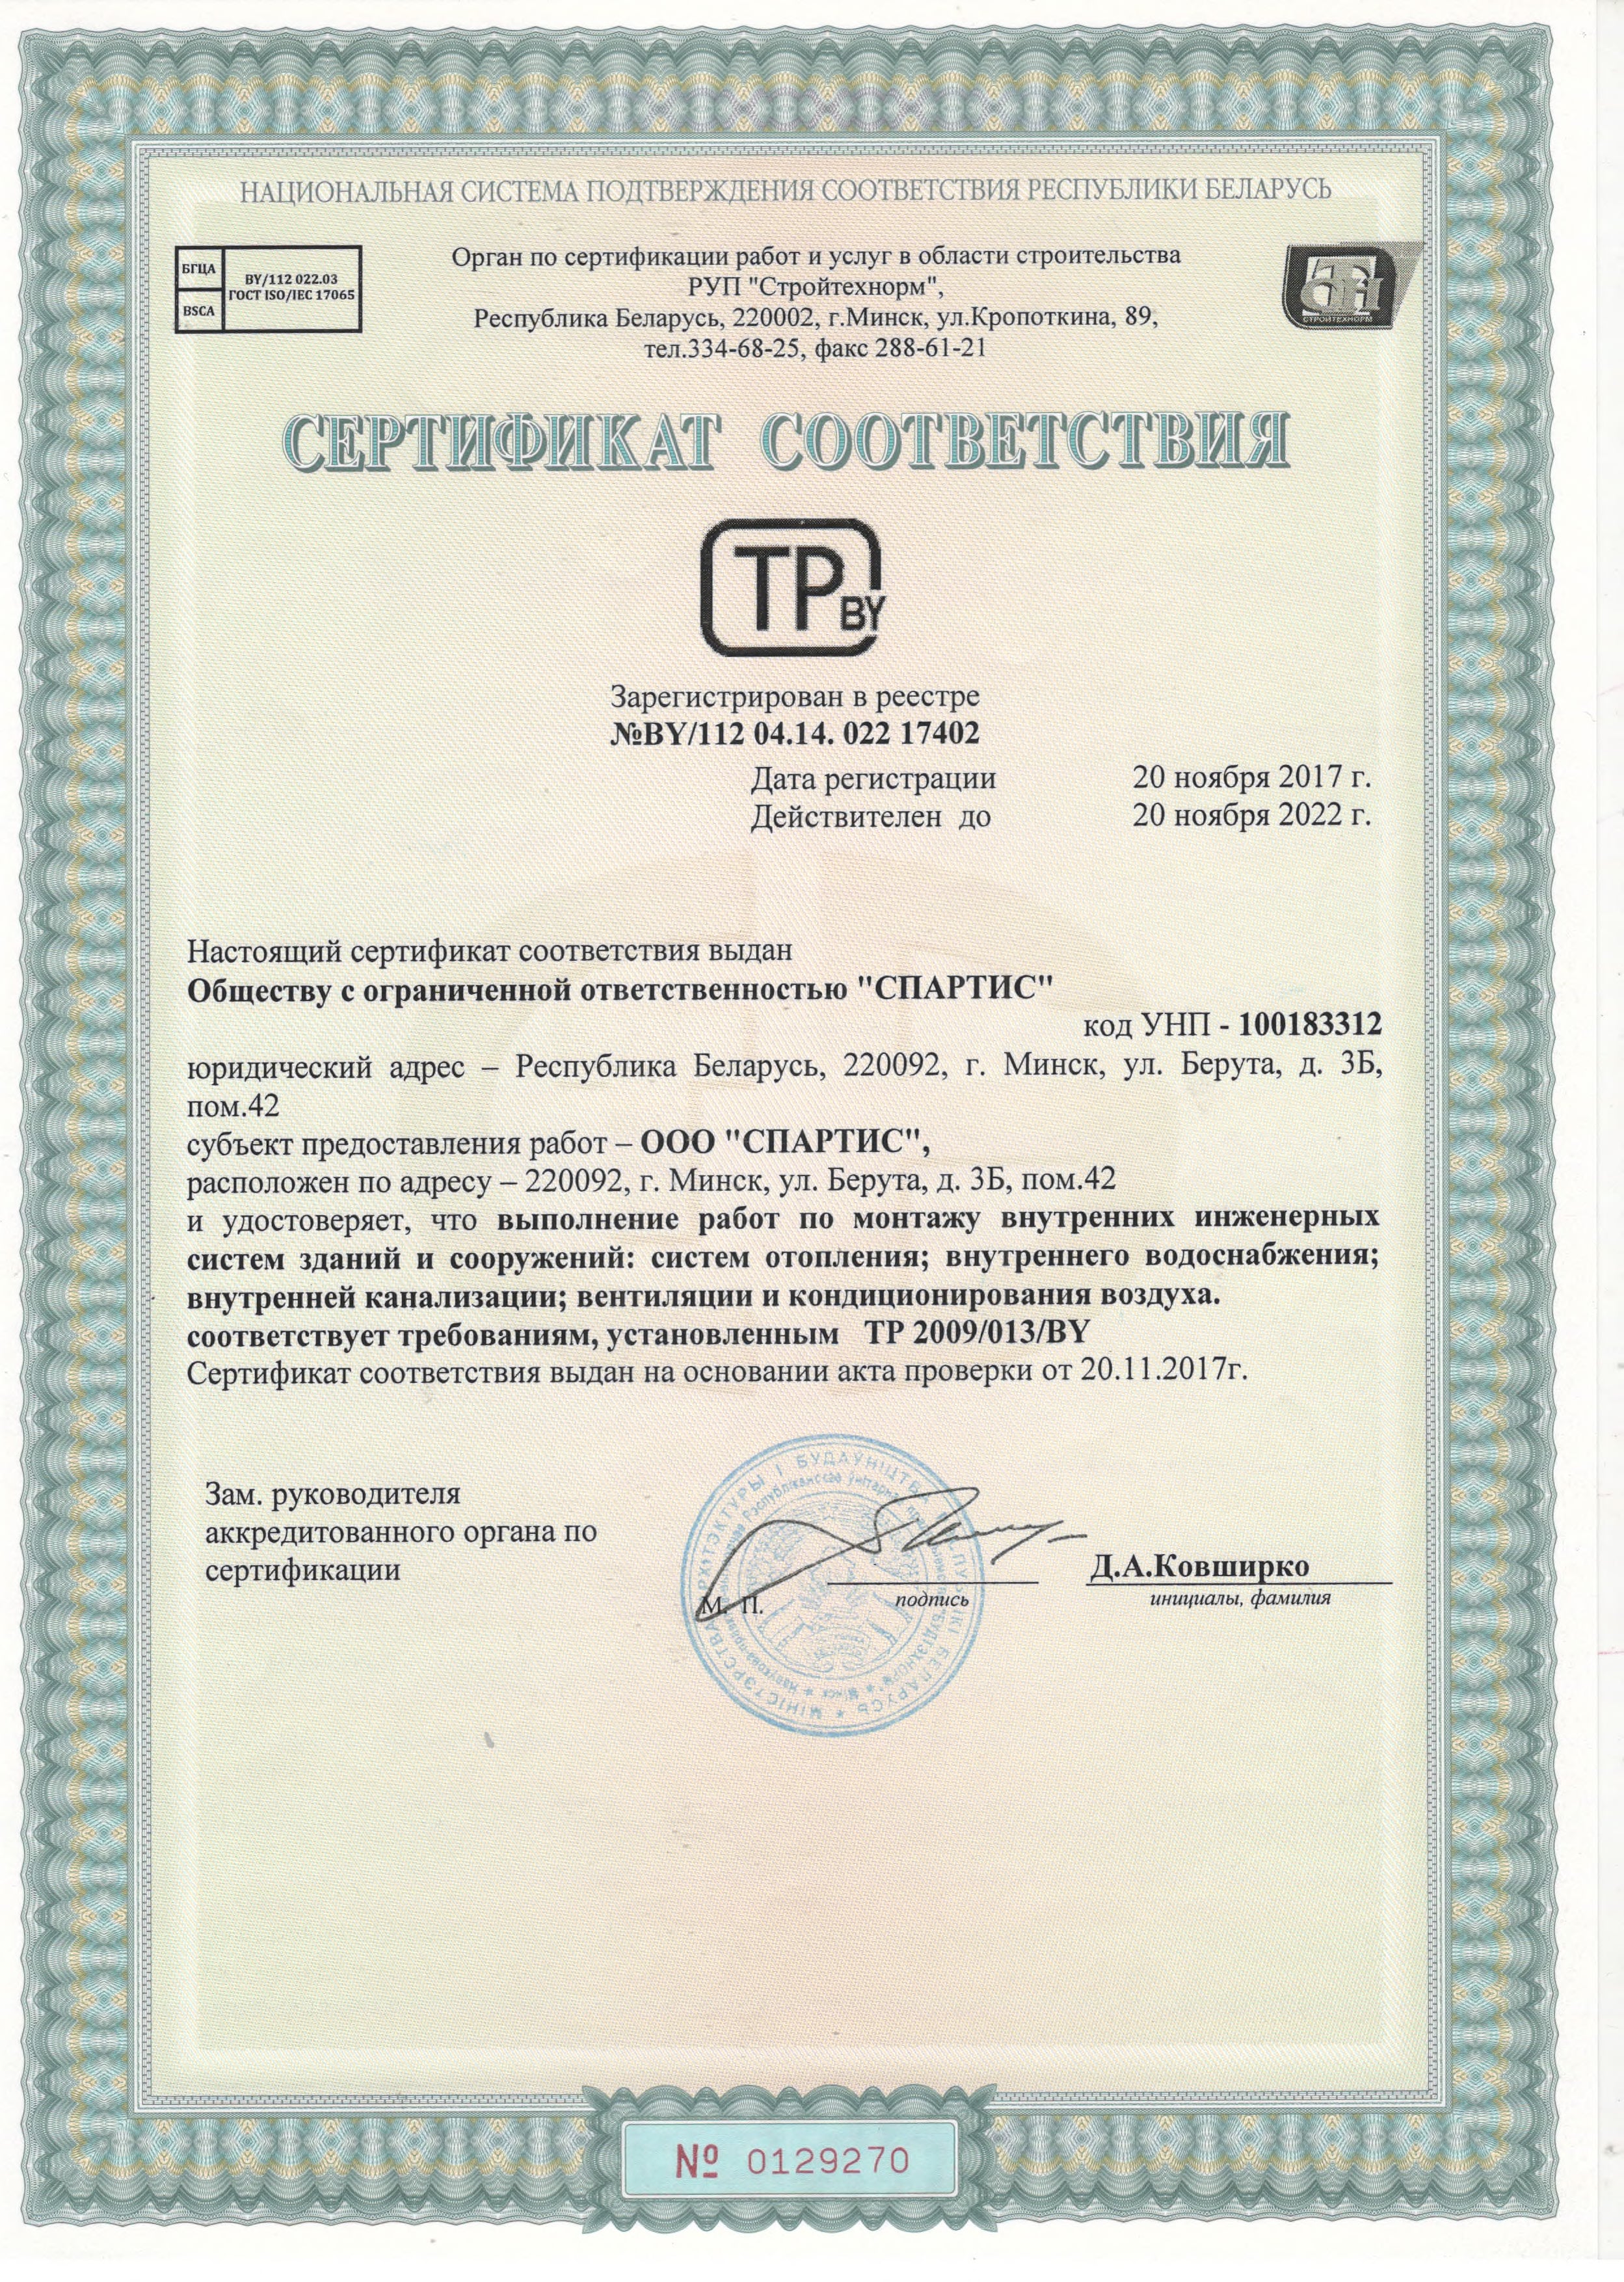 НАЦИОНАЛЬНАЯ СИСТЕМА ПОДТВЕРЖДЕНИЯ СООТВЕТСТВИЯ РЕСПУБЛИКИ БЕЛАРУСЬ
БГЦА
BSCA
BY/112 022.03
ГОСТ ISO/IEC 17065
Орган по сертификации работ и услуг в области строительства
РУП "Стройтехнорм",
Республика Беларусь, 220002, г.Минск, ул.Кропоткина, 89,
тел.334-68-25, факс 288-61-21
СТРОЙТЕХНОРМ
СЕРТИФИКАТ СООТВЕТСТВИЯ
ТР BY
Зарегистрирован в реестре
№BY/112 04.14. 022 17402
Дата регистрации 20 ноября 2017 г.
Действителен до 20 ноября 2022 г.
Настоящий сертификат соответствия выдан
Обществу с ограниченной ответственностью "СПАРТИС"
код УНП - 100183312
юридический адрес – Республика Беларусь, 220092, г. Минск, ул. Берута, д. 3Б,
пом.42
субъект предоставления работ – ООО "СПАРТИС",
расположен по адресу – 220092, г. Минск, ул. Берута, д. 3Б, пом.42
и удостоверяет, что выполнение работ по монтажу внутренних инженерных
систем зданий и сооружений: систем отопления; внутреннего водоснабжения;
внутренней канализации; вентиляции и кондиционирования воздуха.
соответствует требованиям, установленным ТР 2009/013/BY
Сертификат соответствия выдан на основании акта проверки от 20.11.2017г.
Зам. руководителя
аккредитованного органа по
сертификации
М. П.
подпись
Д.А.Ковширко
инициалы, фамилия
МІНІСТЭРСТВА АРХІТЭКТУРЫ І БУДАЎНІЦТВА БЕЛАРУСЬ
№ 0129270